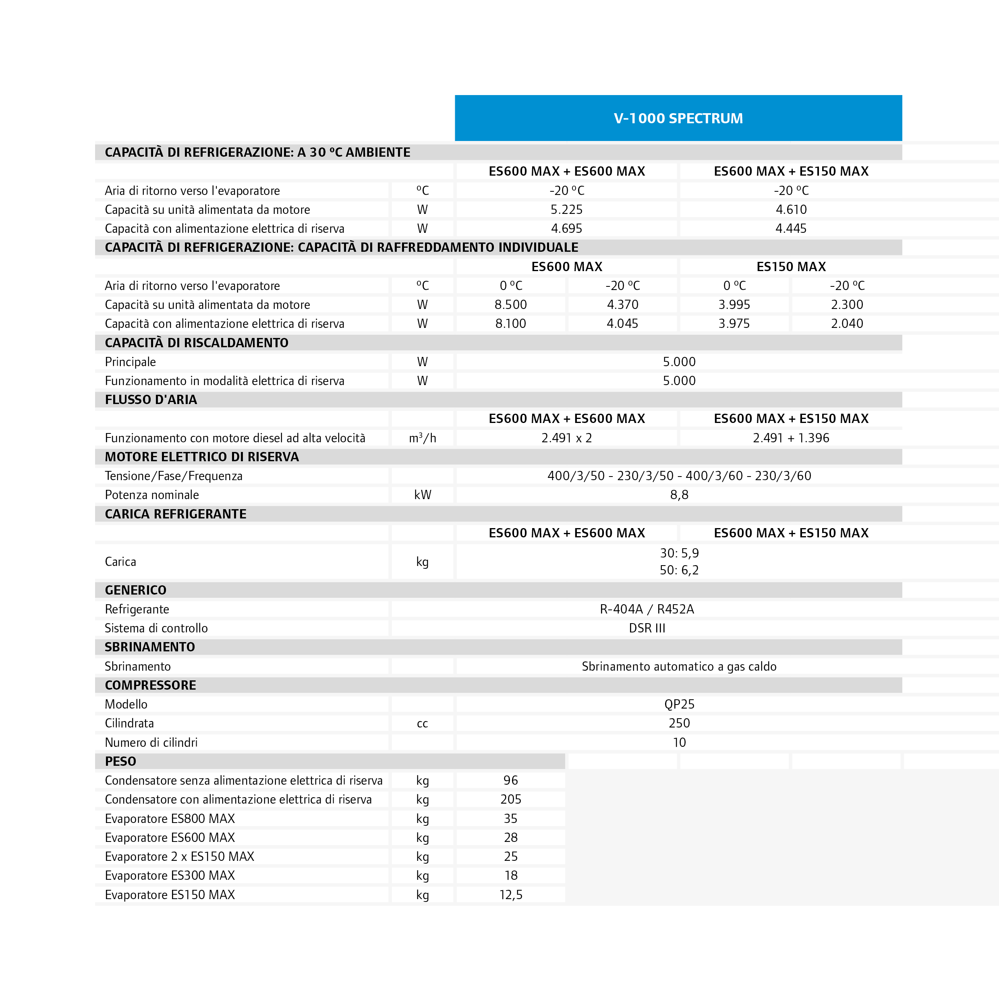 V-1000 SPECTRUM
CAPACITÀ DI REFRIGERAZIONE: A 30 ºC AMBIENTE
ES600 MAX + ES600 MAX ES600 MAX + ES150 MAX
Aria di ritorno verso l'evaporatore ºC -20 ºC -20 ºC
Capacità su unità alimentata da motore W 5.225 4.610
Capacità con alimentazione elettrica di riserva W 4.695 4.445
CAPACITÀ DI REFRIGERAZIONE: CAPACITÀ DI RAFFREDDAMENTO INDIVIDUALE
ES600 MAX ES150 MAX
Aria di ritorno verso l'evaporatore ºC 0 ºC -20 ºC 0 ºC -20 ºC
Capacità su unità alimentata da motore W 8.500 4.370 3.995 2.300
Capacità con alimentazione elettrica di riserva W 8.100 4.045 3.975 2.040
CAPACITÀ DI RISCALDAMENTO
Principale W 5.000
Funzionamento in modalità elettrica di riserva W 5.000
FLUSSO D'ARIA
ES600 MAX + ES600 MAX ES600 MAX + ES150 MAX
Funzionamento con motore diesel ad alta velocità m³/h 2.491 x 2 2.491 + 1.396
MOTORE ELETTRICO DI RISERVA
Tensione/Fase/Frequenza 400/3/50 - 230/3/50 - 400/3/60 - 230/3/60
Potenza nominale kW 8,8
CARICA REFRIGERANTE
ES600 MAX + ES600 MAX ES600 MAX + ES150 MAX
Carica kg 30: 5,9
50: 6,2
GENERICO
Refrigerante R-404A / R452A
Sistema di controllo DSR III
SBRINAMENTO
Sbrinamento Sbrinamento automatico a gas caldo
COMPRESSORE
Modello QP25
Cilindrata cc 250
Numero di cilindri 10
PESO
Condensatore senza alimentazione elettrica di riserva kg 96
Condensatore con alimentazione elettrica di riserva kg 205
Evaporatore ES800 MAX kg 35
Evaporatore ES600 MAX kg 28
Evaporatore 2 x ES150 MAX kg 25
Evaporatore ES300 MAX kg 18
Evaporatore ES150 MAX kg 12,5